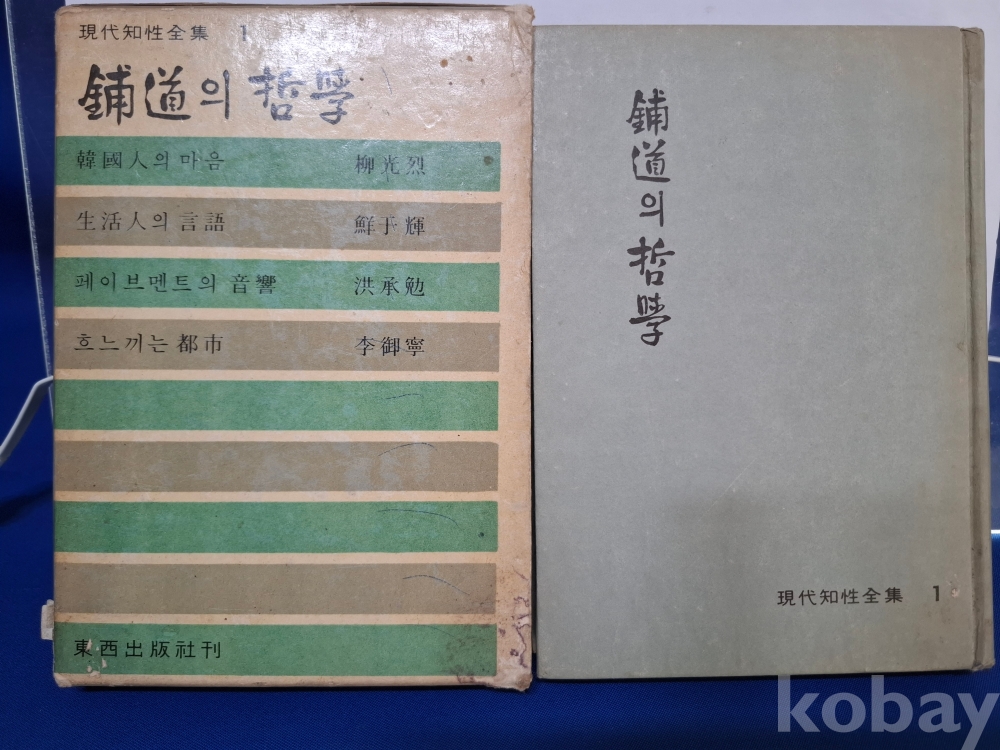 現代知性全集 1
鋪道의 哲學
韓國人의 마음 柳光烈
生活人의 言語 鮮于輝
페이브멘트의 音響 洪承勉
흐느끼는 都市 李御寧
東西出版社刊
鋪道의 哲學
現代知性全集 1
kobay